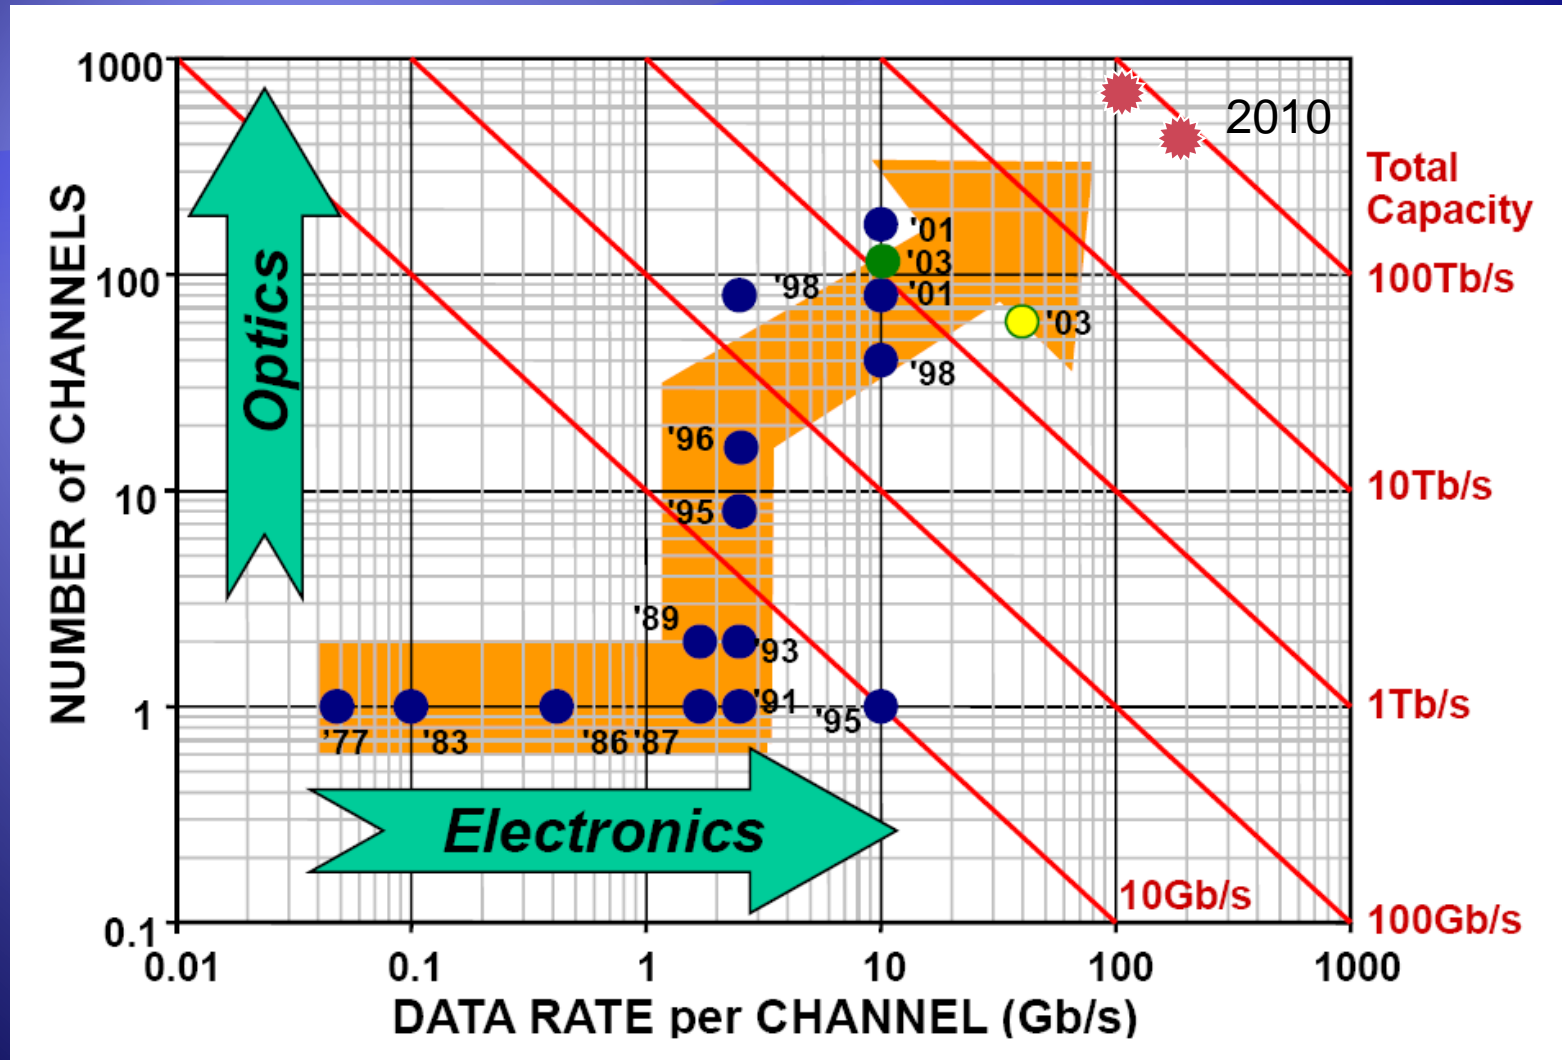 1000
2010
Total
Capacity
NUMBER of CHANNELS
Optics
'01
'03
100
'98
'01
100Tb/s
'03
'98
'96
10
'95
10Tb/s
'89
'93
1
'91
'95
1Tb/s
’77
'83
'86
'87
Electronics
10Gb/s
0.1
100Gb/s
0.01
0.1
1
10
100
1000
DATA RATE per CHANNEL (Gb/s)